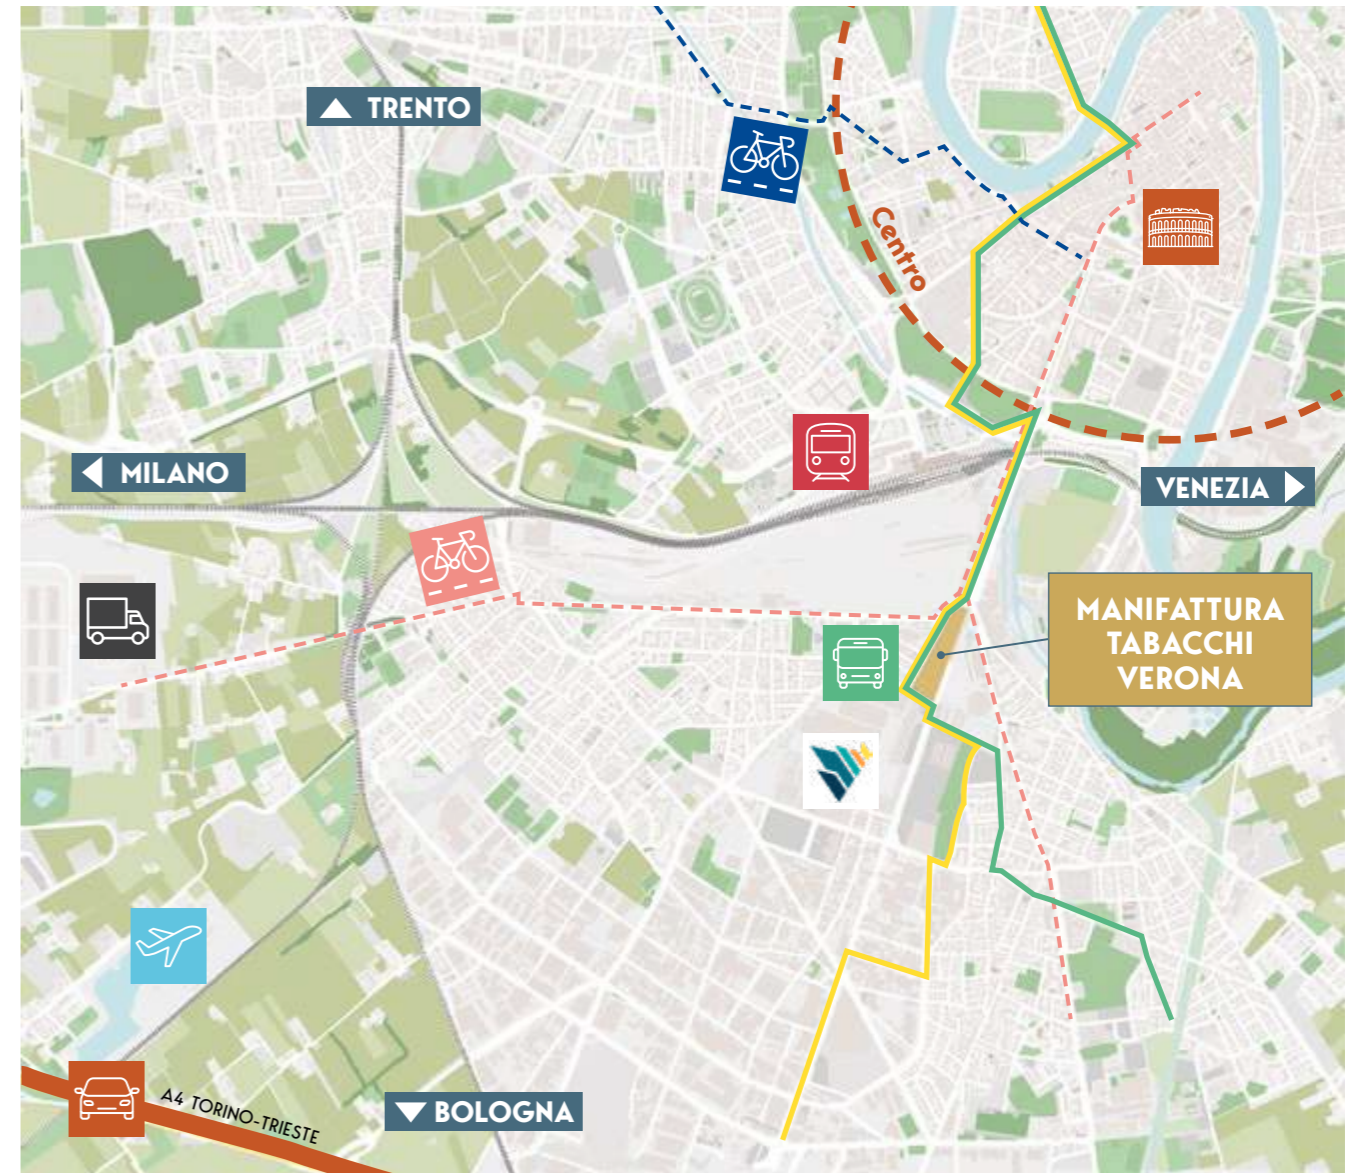 TRENTO
Centro
MILANO
VENEZIA
MANIFATTURA
TABACCHI
VERONA
A4 TORINO-TRIESTE
BOLOGNA